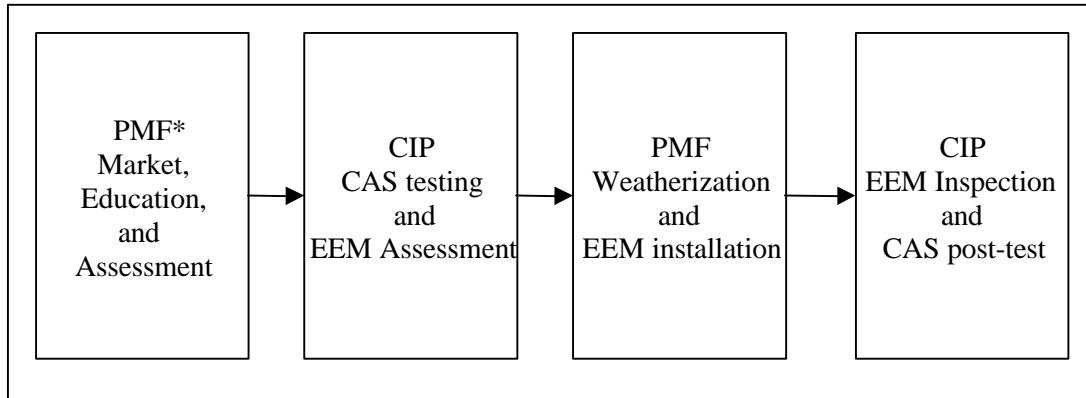 PMF*
Market,
Education,
and
Assessment
CIP
CAS testing
and
EEM Assessment
PMF
Weatherization
and
EEM installation
CIP
EEM Inspection
and
CAS post-test